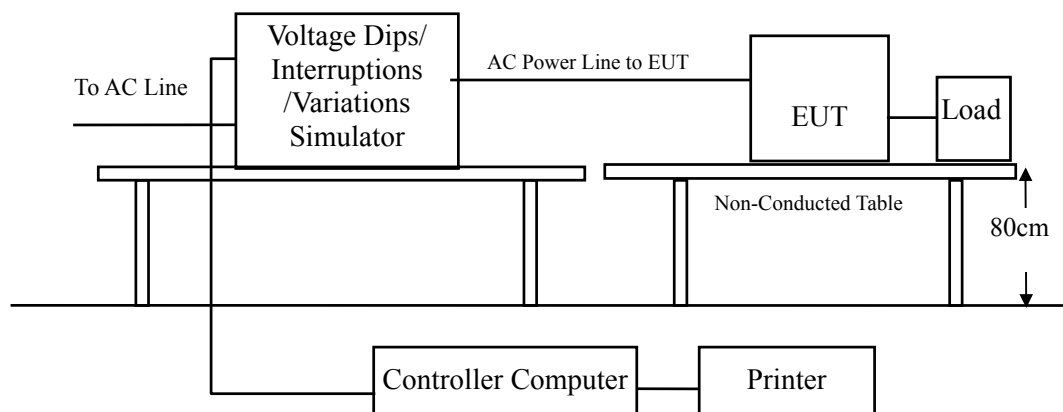 Voltage Dips/
Interruptions
/Variations
Simulator
To AC Line
AC Power Line to EUT
EUT
Load
Non-Conducted Table
80cm
Controller Computer
Printer